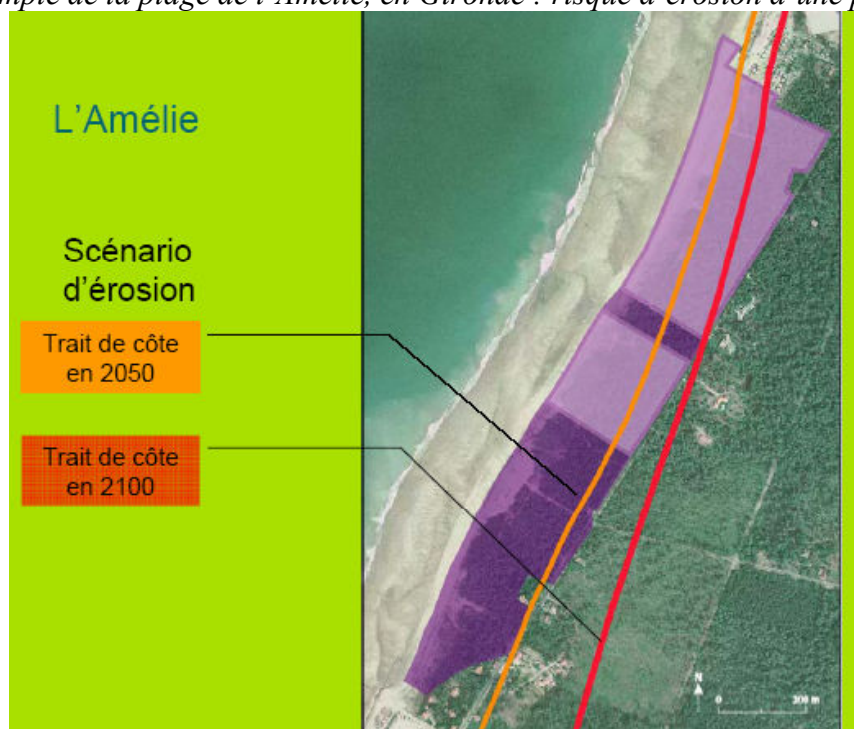 mple de la plage de l'Amélie, en Gironde : risque d'érosion d'une p
L'Amélie
Scénario
d'érosion
Trait de côte
en 2050
Trait de côte
en 2100
N
0 200 m